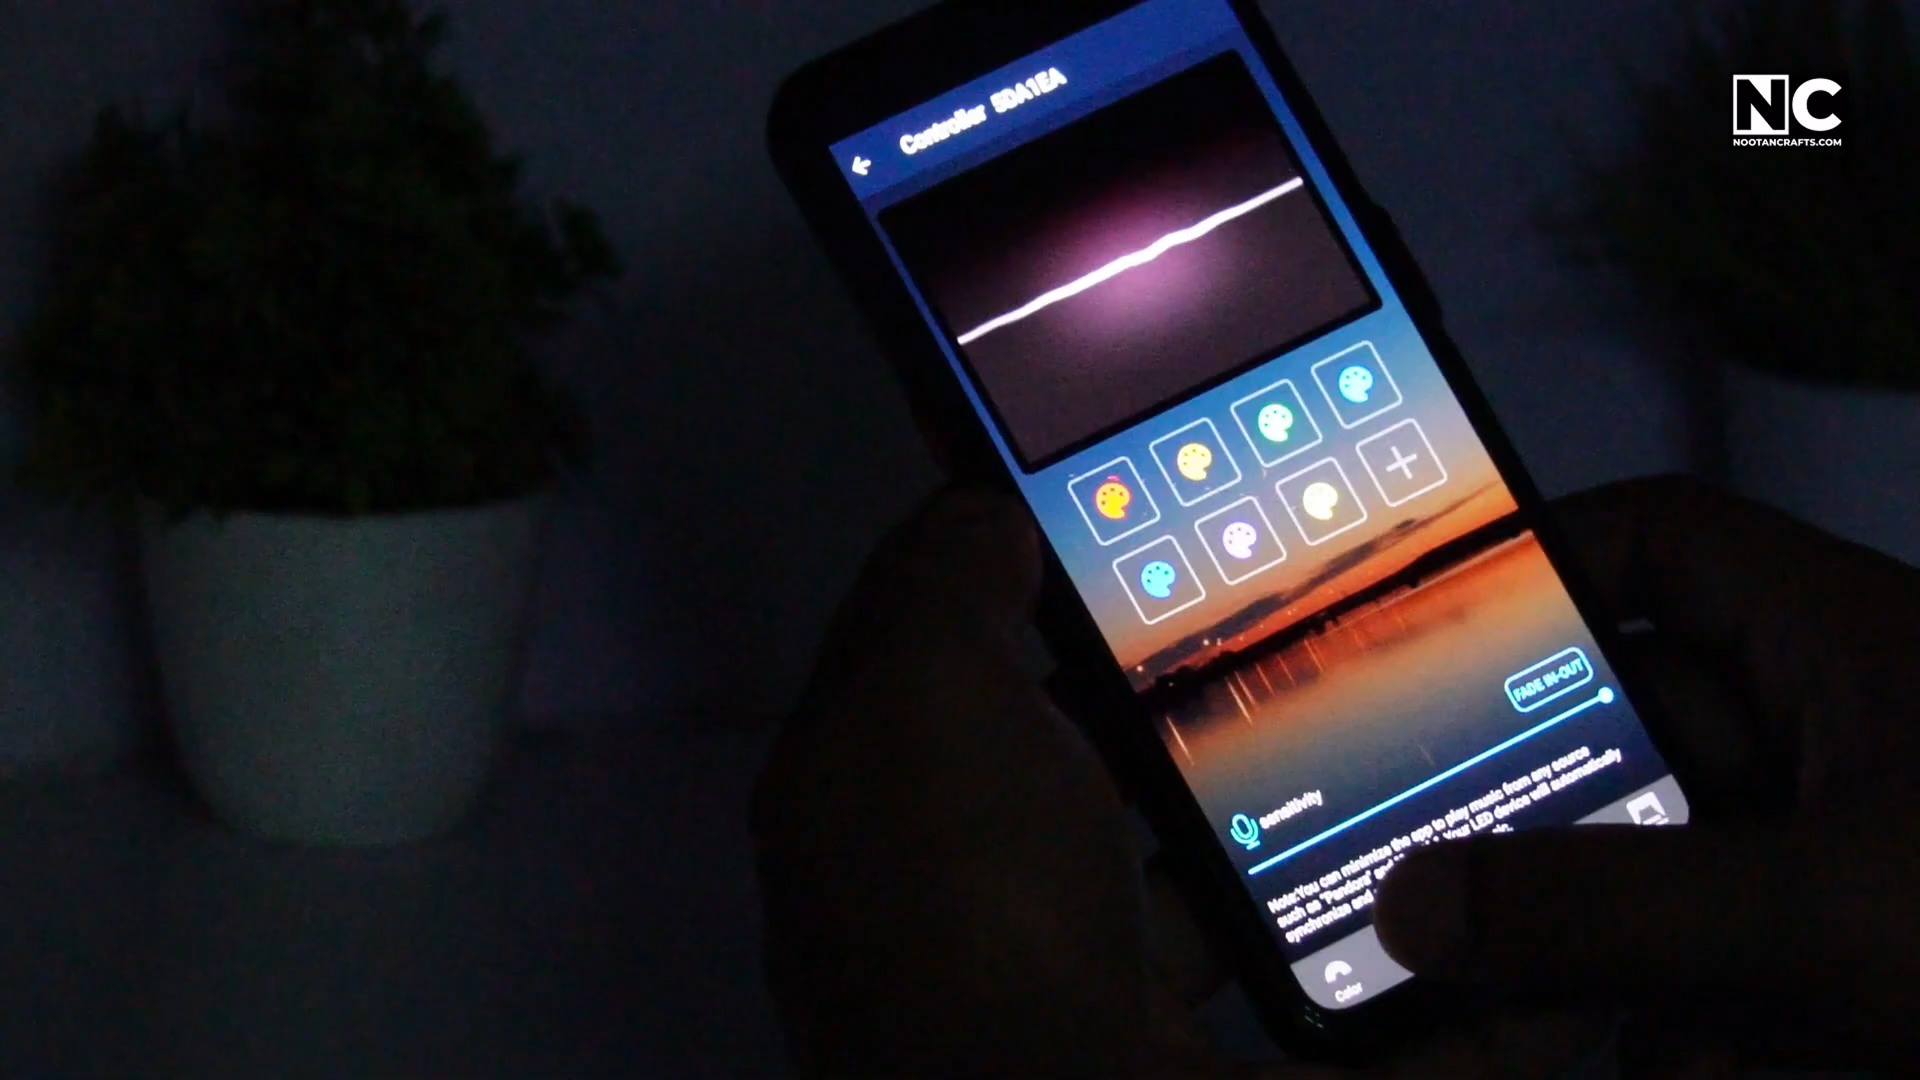 NC
NOOTANCRAFTS.COM
Controller 5DA1EA
FADE IN-OUT
sensitivity
Note:You can minimize the app to play music from any source
such as "Pandora" and Your LED device will automatically
synchronize and
Color